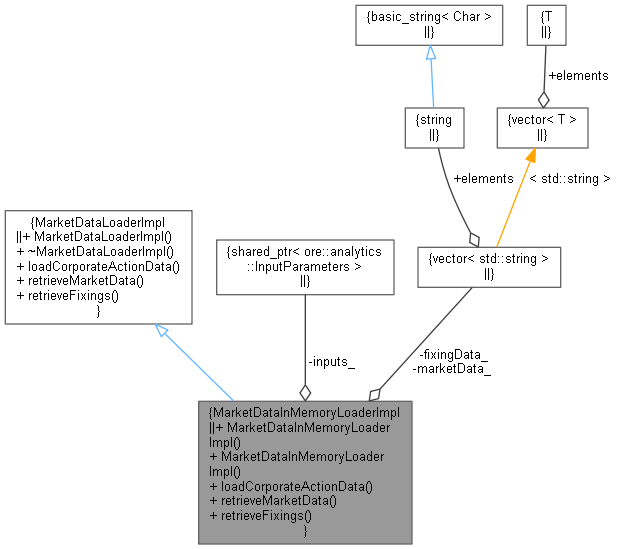 {basic_string< Char >
||}
{T
||}
+elements
{string
||}
{vector< T >
||}
+elements
< std::string >
{MarketDataLoaderImpl
||+ MarketDataLoaderImpl()
+ ~MarketDataLoaderImpl()
+ loadCorporateActionData()
+ retrieveMarketData()
+ retrieveFixings()
}
{shared_ptr< ore::analytics
::InputParameters >
||}
{vector< std::string >
||}
-inputs_
-fixingData_
-marketData_
{MarketDataInMemoryLoaderImpl
||+ MarketDataInMemoryLoader
Impl()
+ MarketDataInMemoryLoader
Impl()
+ loadCorporateActionData()
+ retrieveMarketData()
+ retrieveFixings()
}